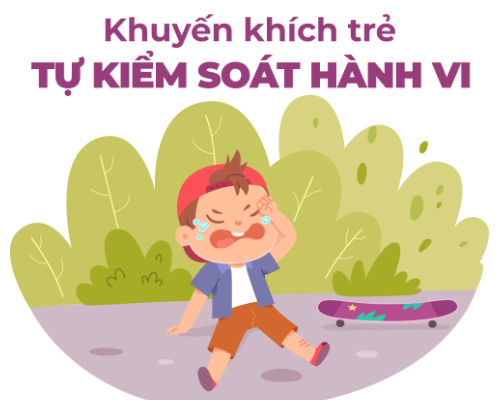 Khuyến khích trẻ
TỰ KIỂM SOÁT HÀNH VI